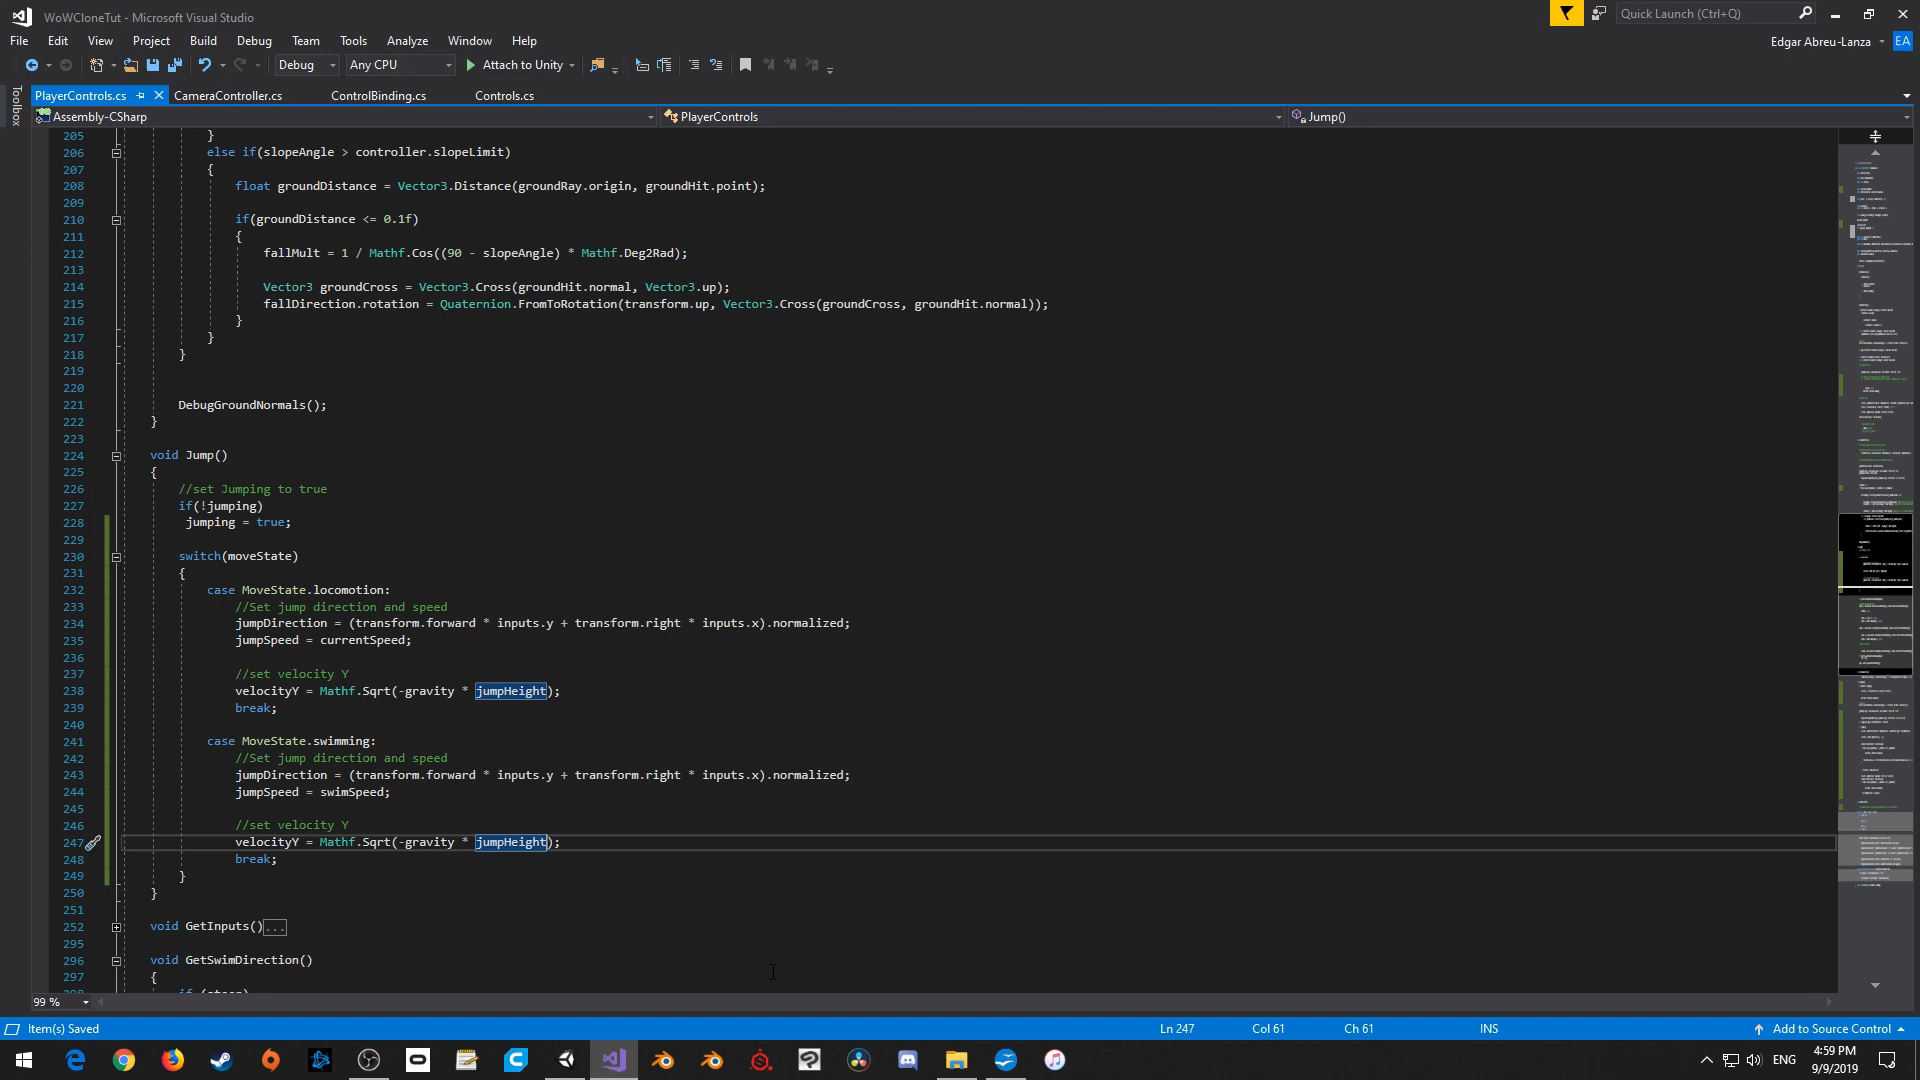 WoWCloneTut - Microsoft Visual Studio
Quick Launch (Ctrl+Q)
File Edit View Project Build Debug Team Tools Analyze Window Help
Edgar Abreu-Lanza EA
Debug Any CPU Attach to Unity
Toolbox
PlayerControls.cs CameraController.cs ControlBinding.cs Controls.cs
Assembly-CSharp PlayerControls Jump()
205 }
206 else if(slopeAngle > controller.slopeLimit)
207 {
208 float groundDistance = Vector3.Distance(groundRay.origin, groundHit.point);
209
210 if(groundDistance <= 0.1f)
211 {
212 fallMult = 1 / Mathf.Cos((90 - slopeAngle) * Mathf.Deg2Rad);
213
214 Vector3 groundCross = Vector3.Cross(groundHit.normal, Vector3.up);
215 fallDirection.rotation = Quaternion.FromToRotation(transform.up, Vector3.Cross(groundCross, groundHit.normal));
216 }
217 }
218 }
219
220
221 DebugGroundNormals();
222 }
223
224 void Jump()
225 {
226 //set Jumping to true
227 if(!jumping)
228 jumping = true;
229
230 switch(moveState)
231 {
232 case MoveState.locomotion:
233 //Set jump direction and speed
234 jumpDirection = (transform.forward * inputs.y + transform.right * inputs.x).normalized;
235 jumpSpeed = currentSpeed;
236
237 //set velocity Y
238 velocityY = Mathf.Sqrt(-gravity * jumpHeight);
239 break;
240
241 case MoveState.swimming:
242 //Set jump direction and speed
243 jumpDirection = (transform.forward * inputs.y + transform.right * inputs.x).normalized;
244 jumpSpeed = swimSpeed;
245
246 //set velocity Y
247 velocityY = Mathf.Sqrt(-gravity * jumpHeight);
248 break;
249 }
250 }
251
252 void GetInputs()...
295
296 void GetSwimDirection()
297 {
99 %
Item(s) Saved Ln 247 Col 61 Ch 61 INS Add to Source Control
ENG 4:59 PM
9/9/2019